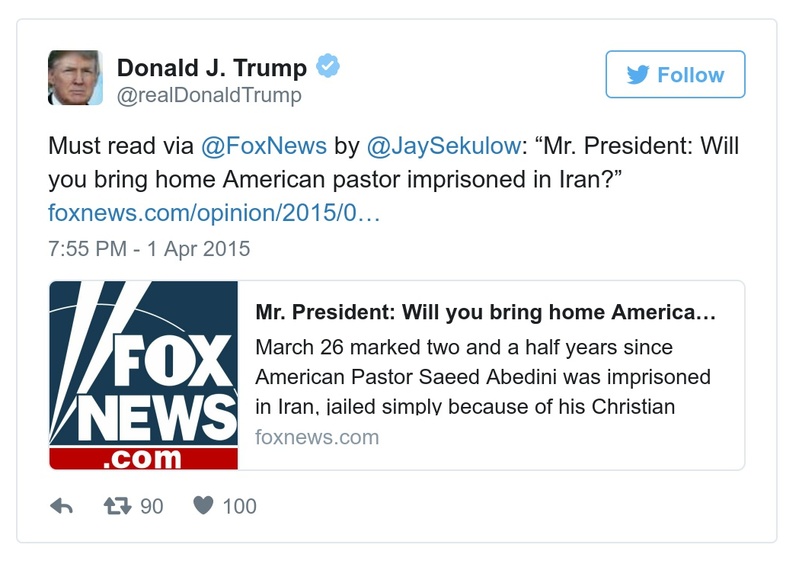 Donald J. Trump
@realDonaldTrump
Follow
Must read via @FoxNews by @JaySekulow: “Mr. President: Will
you bring home American pastor imprisoned in Iran?”
foxnews.com/opinion/2015/0…
7:55 PM - 1 Apr 2015
FOX
NEWS
.com
Mr. President: Will you bring home America…
March 26 marked two and a half years since
American Pastor Saeed Abedini was imprisoned
in Iran, jailed simply because of his Christian
foxnews.com
90
100